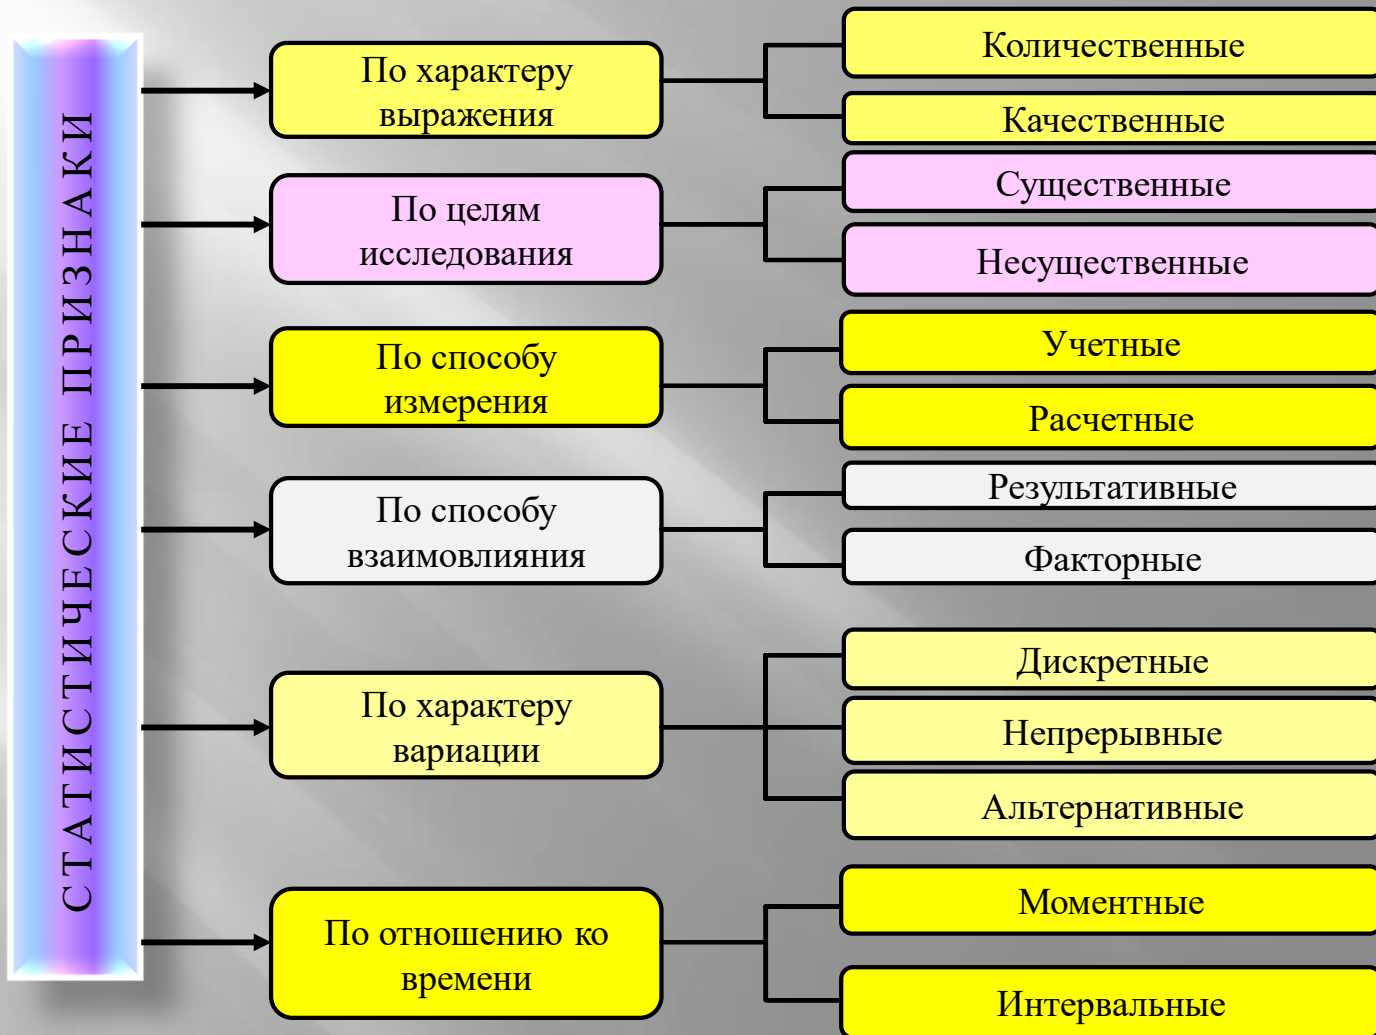 СТАТИСТИЧЕСКИЕ ПРИЗНАКИ
По характеру
выражения
Количественные
Качественные
По целям
исследования
Существенные
Несущественные
По способу
измерения
Учетные
Расчетные
По способу
взаимовлияния
Результативные
Факторные
По характеру
вариации
Дискретные
Непрерывные
Альтернативные
По отношению ко
времени
Моментные
Интервальные